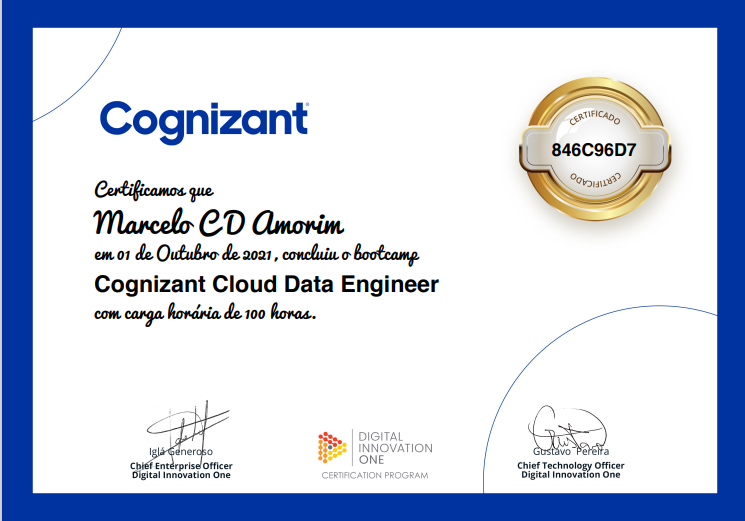 Cognizant
CERTIFICADO
846C96D7
CERTIFICADO
Certificamos que
Marcelo CD Amorim
em 01 de Outubro de 2021, concluiu o bootcamp
Cognizant Cloud Data Engineer
com carga horária de 100 horas.
Iglá Generoso
Chief Enterprise Officer
Digital Innovation One
DIGITAL
INNOVATION
ONE
CERTIFICATION PROGRAM
Gustavo Pereira
Chief Technology Officer
Digital Innovation One